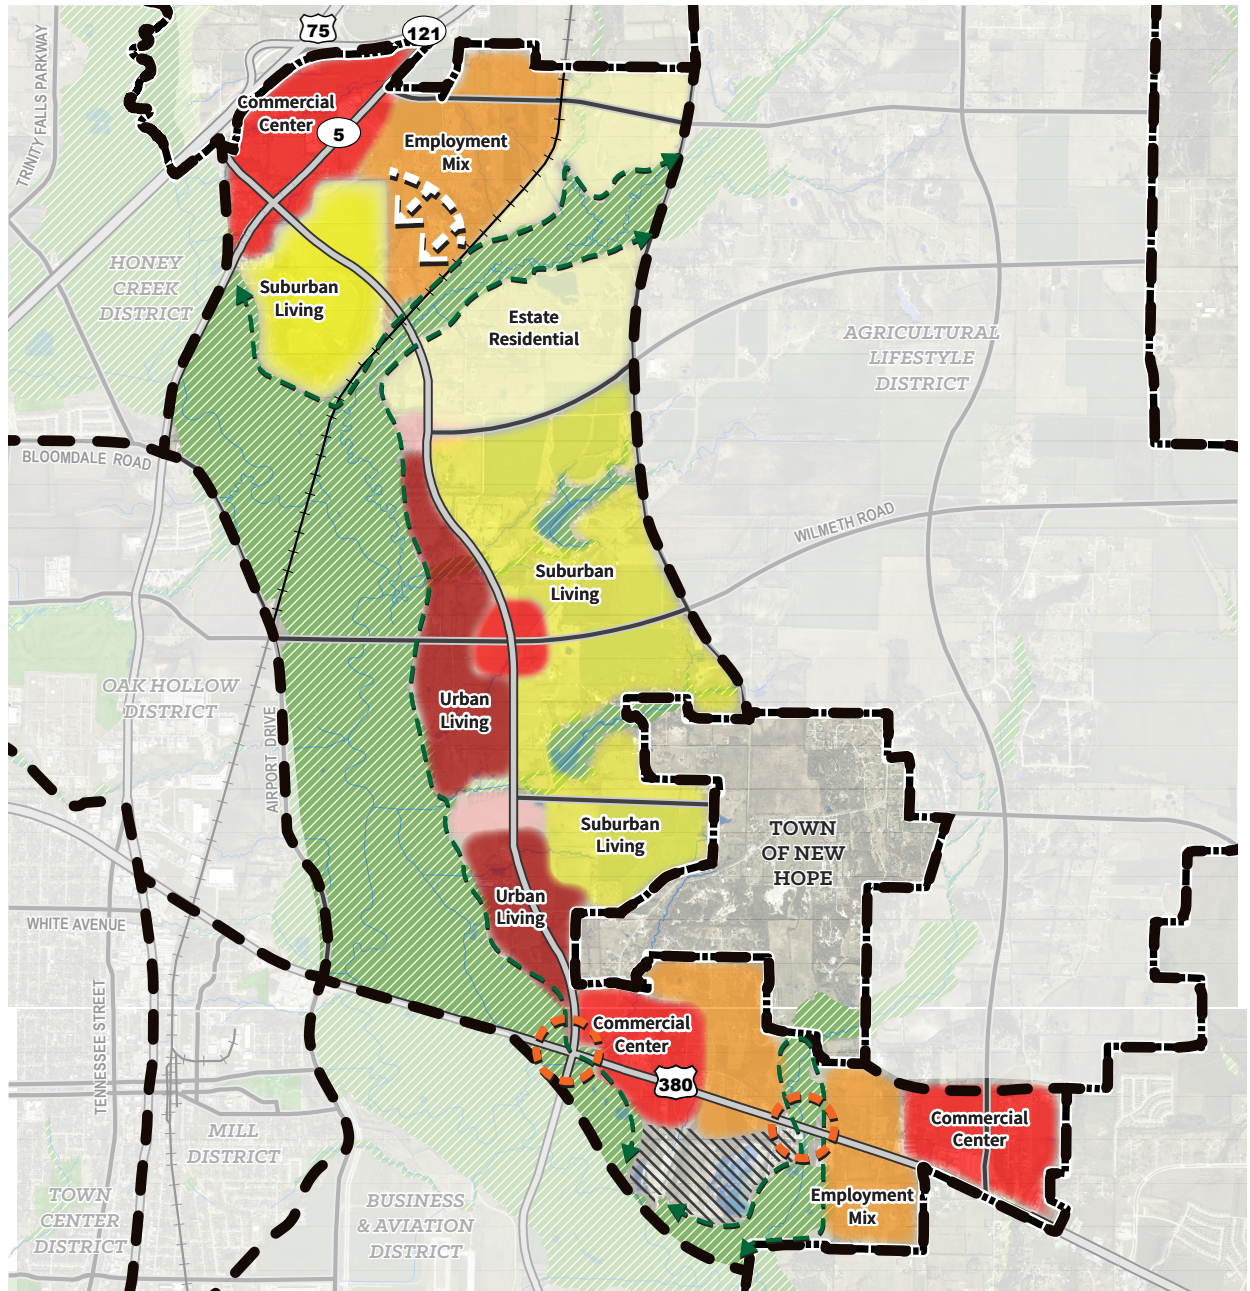 75
121
TRINITY FALLS PARKWAY
Commercial
Center
5
Employment
Mix
HONEY
CREEK
DISTRICT
Suburban
Living
Estate
Residential
AGRICULTURAL
LIFESTYLE
DISTRICT
BLOOMDALE ROAD
WILMETH ROAD
Suburban
Living
OAK HOLLOW
DISTRICT
Urban
Living
AIRPORT DRIVE
Suburban
Living
TOWN
OF NEW
HOPE
Urban
Living
WHITE AVENUE
TENNESSEE STREET
Commercial
Center
380
MILL
DISTRICT
Commercial
Center
TOWN
CENTER
DISTRICT
BUSINESS
& AVIATION
DISTRICT
Employment
Mix